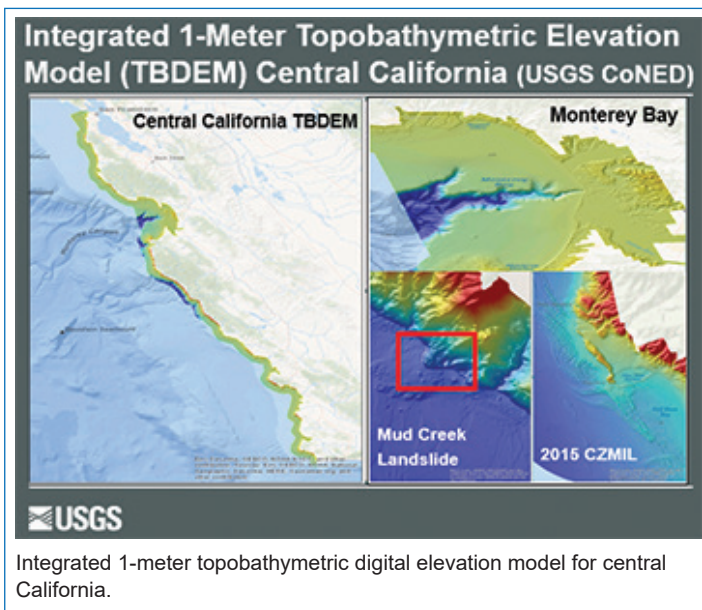 Integrated 1-Meter Topobathymetric Elevation
Model (TBDEM) Central California (USGS CoNED)
Central California TBDEM
Monterey Bay
Mud Creek
Landslide
2015 CZMIL
USGS
Integrated 1-meter topobathymetric digital elevation model for central
California.